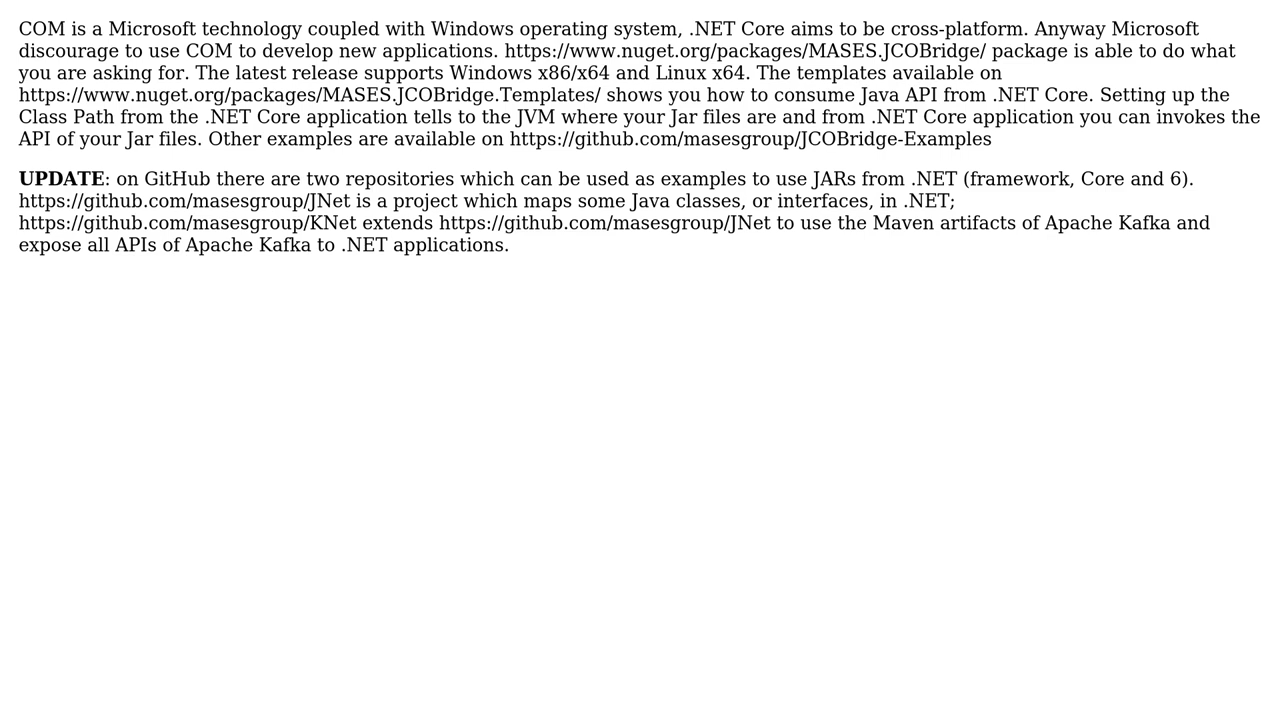 COM is a Microsoft technology coupled with Windows operating system, .NET Core aims to be cross-platform. Anyway Microsoft
discourage to use COM to develop new applications. https://www.nuget.org/packages/MASES.JCOBridge/ package is able to do what
you are asking for. The latest release supports Windows x86/x64 and Linux x64. The templates available on
https://www.nuget.org/packages/MASES.JCOBridge.Templates/ shows you how to consume Java API from .NET Core. Setting up the
Class Path from the .NET Core application tells to the JVM where your Jar files are and from .NET Core application you can invokes the
API of your Jar files. Other examples are available on https://github.com/masesgroup/JCOBridge-Examples
UPDATE: on GitHub there are two repositories which can be used as examples to use JARs from .NET (framework, Core and 6).
https://github.com/masesgroup/JNet is a project which maps some Java classes, or interfaces, in .NET;
https://github.com/masesgroup/KNet extends https://github.com/masesgroup/JNet to use the Maven artifacts of Apache Kafka and
expose all APIs of Apache Kafka to .NET applications.